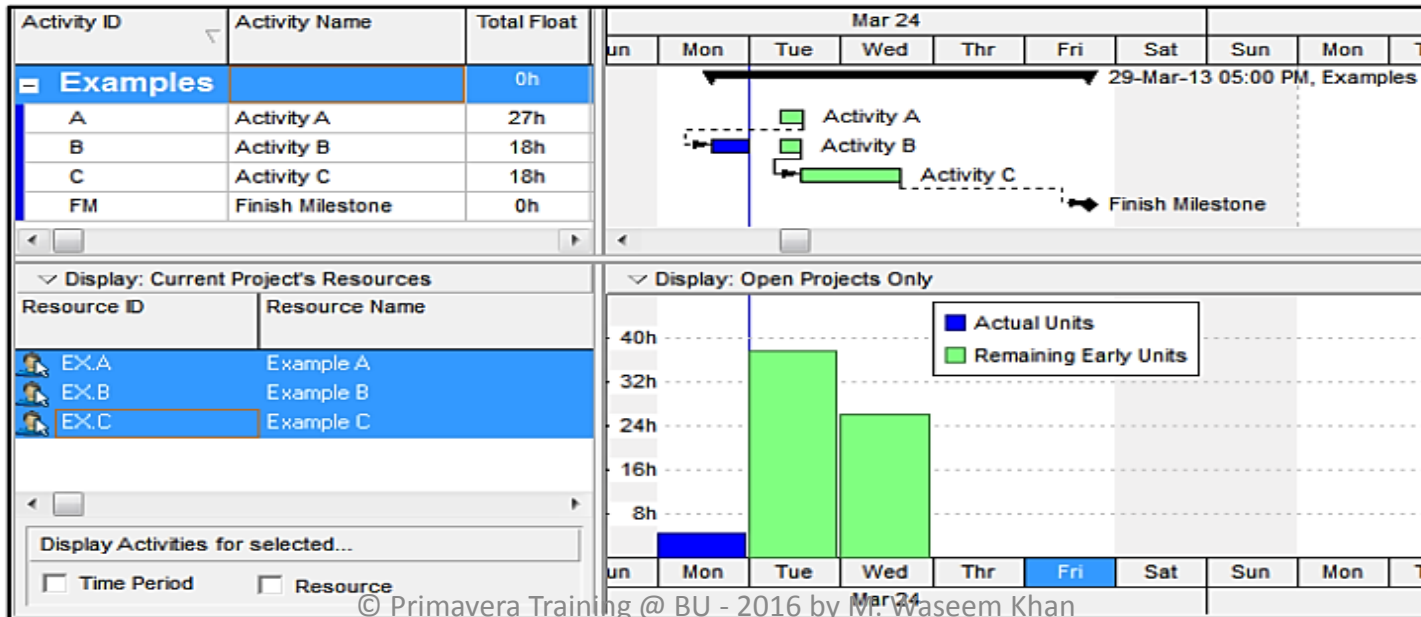 Activity ID Activity Name Total Float Mar 24
un Mon Tue Wed Thr Fri Sat Sun Mon T
Examples 0h 29-Mar-13 05:00 PM, Examples
A Activity A 27h Activity A
B Activity B 18h Activity B
C Activity C 18h Activity C
FM Finish Milestone 0h Finish Milestone
Display: Current Project's Resources Display: Open Projects Only
Resource ID Resource Name
Actual Units
Remaining Early Units
EX.A Example A
EX.B Example B
EX.C Example C
40h
32h
24h
16h
8h
Display Activities for selected...
Time Period Resource
un Mon Tue Wed Thr Fri Sat Sun Mon T
Mar 24
© Primavera Training @ BU - 2016 by M. Waseem Khan